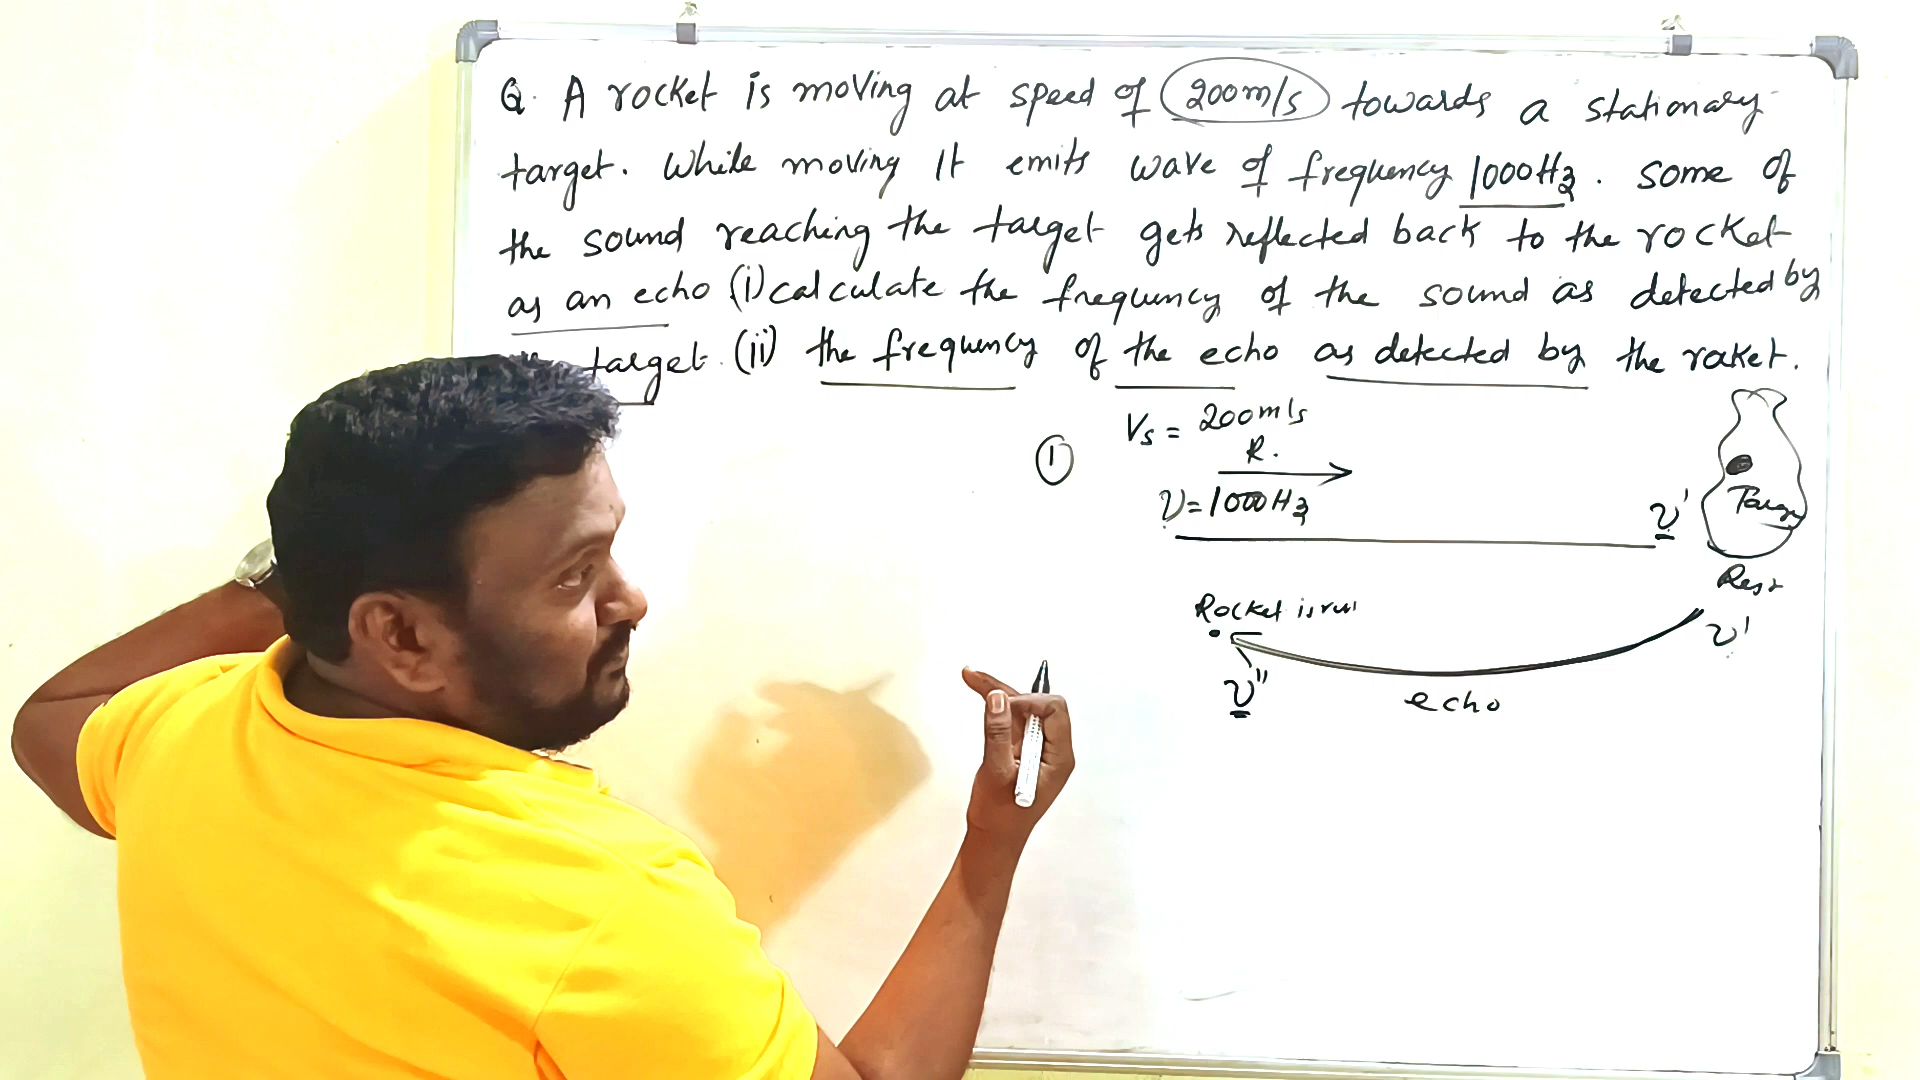 Q. A rocket is moving at speed of 200m/s towards a stationary
target. While moving It emits wave of frequency 1000Hz. some of
the sound reaching the target gets reflected back to the rocket
as an echo (i) calculate the frequency of the sound as detected by
target. (ii) the frequency of the echo as detected by the rocket.
Vs = 200m/s
① R.
υ=1000Hz
υ'
Rest
Rocket is
υ'
υ"
echo